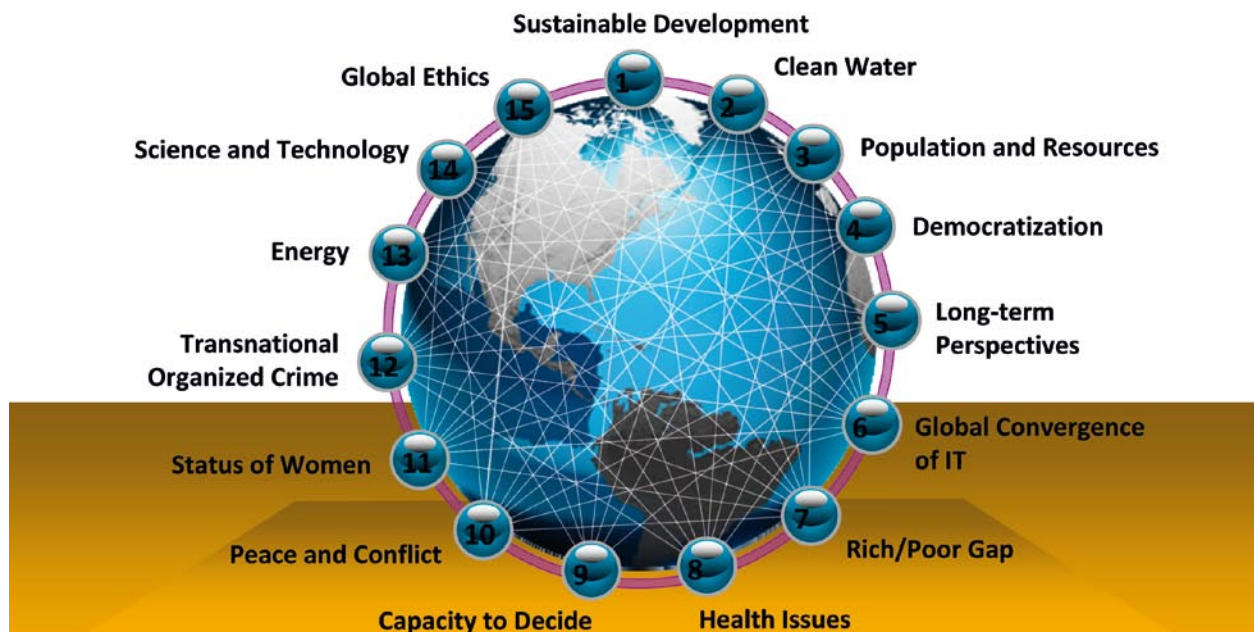 Sustainable Development
1
Clean Water
2
Population and Resources
3
Democratization
4
Long-term
Perspectives
5
Global Convergence
of IT
6
Rich/Poor Gap
7
Health Issues
8
Capacity to Decide
9
Peace and Conflict
10
Status of Women
11
Transnational
Organized Crime
12
Energy
13
Science and Technology
14
Global Ethics
15